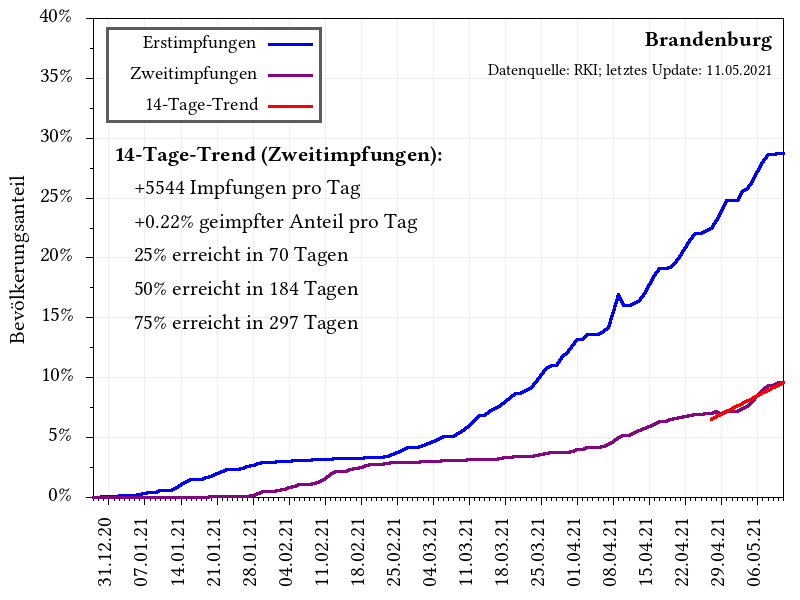 Brandenburg
Datenquelle: RKI; letztes Update: 11.05.2021
Erstimpfungen
Zweitimpfungen
14-Tage-Trend
14-Tage-Trend (Zweitimpfungen):
+5544 Impfungen pro Tag
+0.22% geimpfter Anteil pro Tag
25% erreicht in 70 Tagen
50% erreicht in 184 Tagen
75% erreicht in 297 Tagen
Bevölkerungsanteil
40%
35%
30%
25%
20%
15%
10%
5%
0%
31.12.20
07.01.21
14.01.21
21.01.21
28.01.21
04.02.21
11.02.21
18.02.21
25.02.21
04.03.21
11.03.21
18.03.21
25.03.21
01.04.21
08.04.21
15.04.21
22.04.21
29.04.21
06.05.21